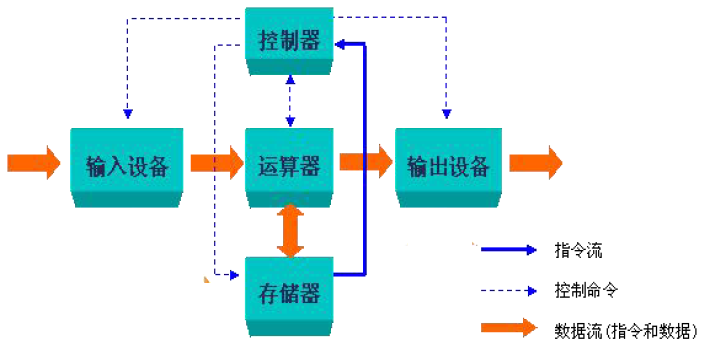 控制器
输入设备
运算器
输出设备
存储器
指令流
控制命令
数据流(指令和数据)